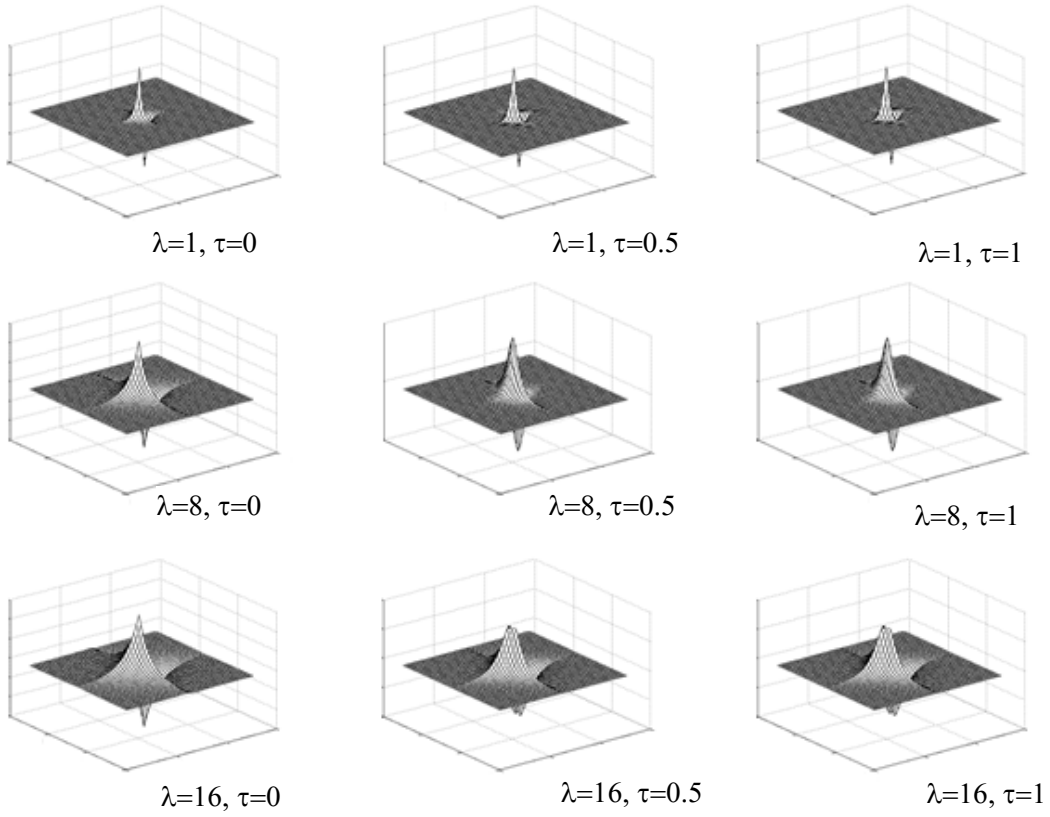 λ=1, τ=0
λ=1, τ=0.5
λ=1, τ=1
λ=8, τ=0
λ=8, τ=0.5
λ=8, τ=1
λ=16, τ=0
λ=16, τ=0.5
λ=16, τ=1